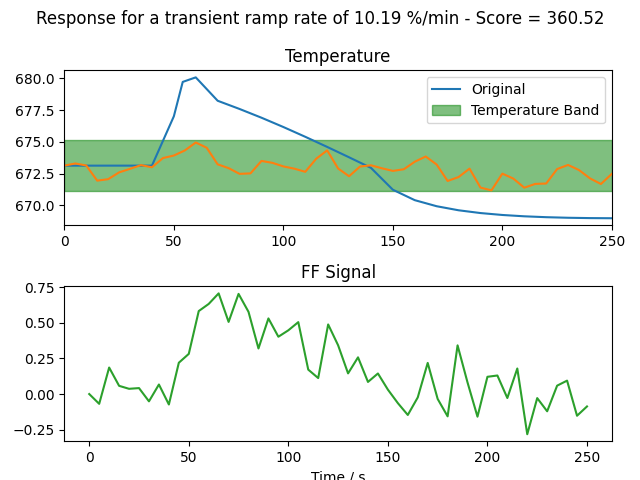 Response for a transient ramp rate of 10.19 %/min - Score = 360.52
Temperature
680.0
677.5
675.0
672.5
670.0
Original
Temperature Band
0 50 100 150 200 250
FF Signal
0.75
0.50
0.25
0.00
−0.25
0 50 100 150 200 250
Time / s